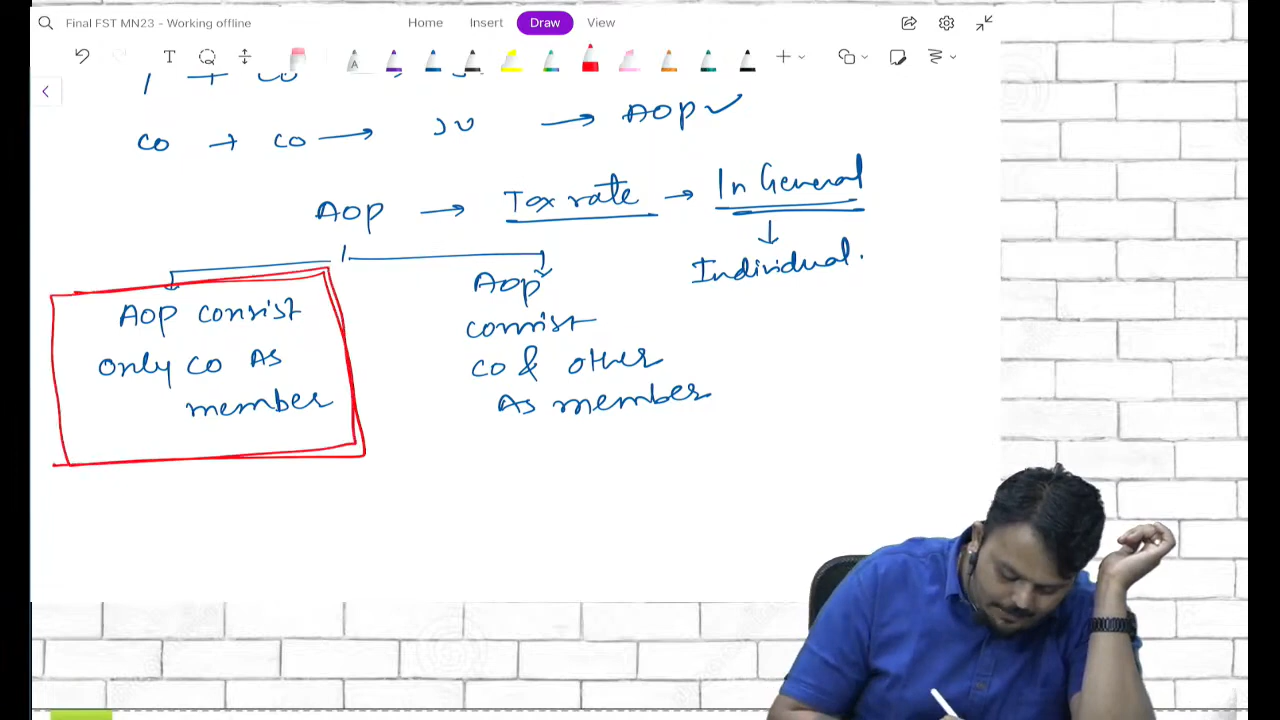 Final FST MN23 - Working offline
Home Insert Draw View
T
A
co + co → JV → AOP ✓
AOP → Tax rate → In General
Individual.
AOP consist
only co As
member
AOP
consist
co & other
As member